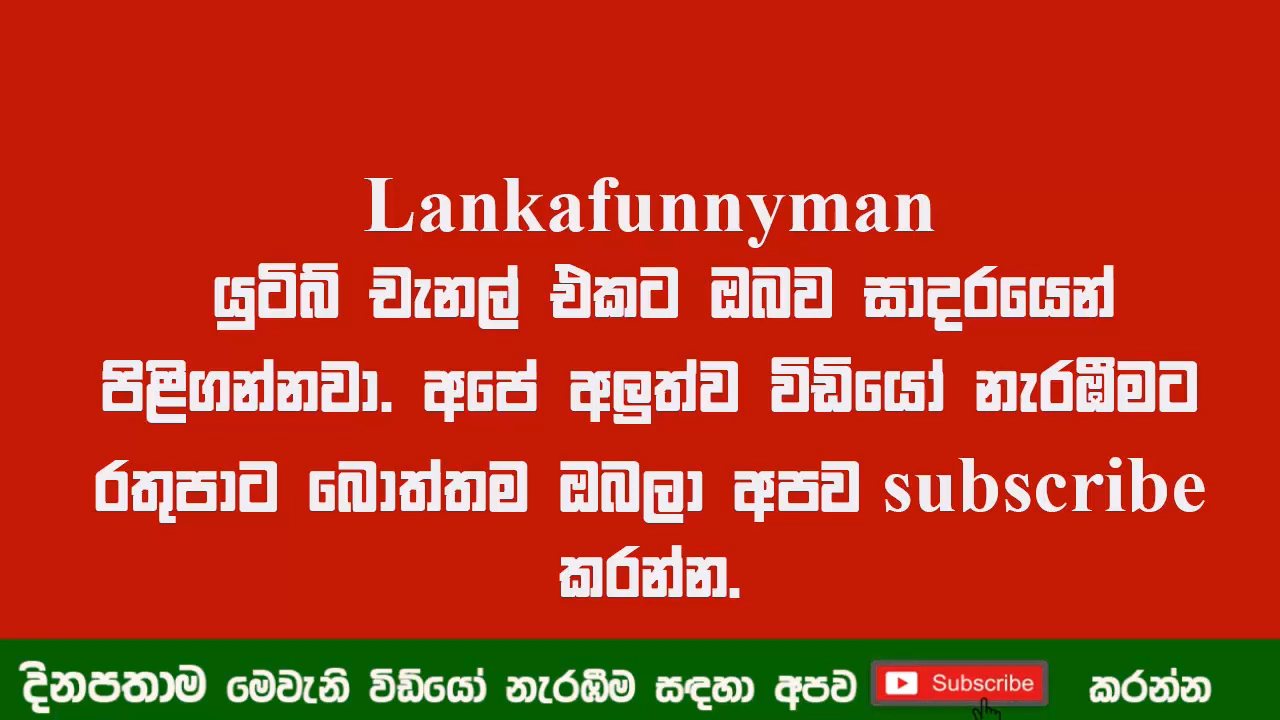 Lankafunnyman
යුටිබ් චැනල් එකට ඔබව සාදරයෙන්
පිළිගන්නවා. අපේ අලුත්ව විඩියෝ නැරඹීමට
රතුපාට බොත්තම ඔබලා අපව subscribe
කරන්න.
දිනපතාම මෙවැනි විඩියෝ නැරඹීම සඳහා අපව Subscribe කරන්න